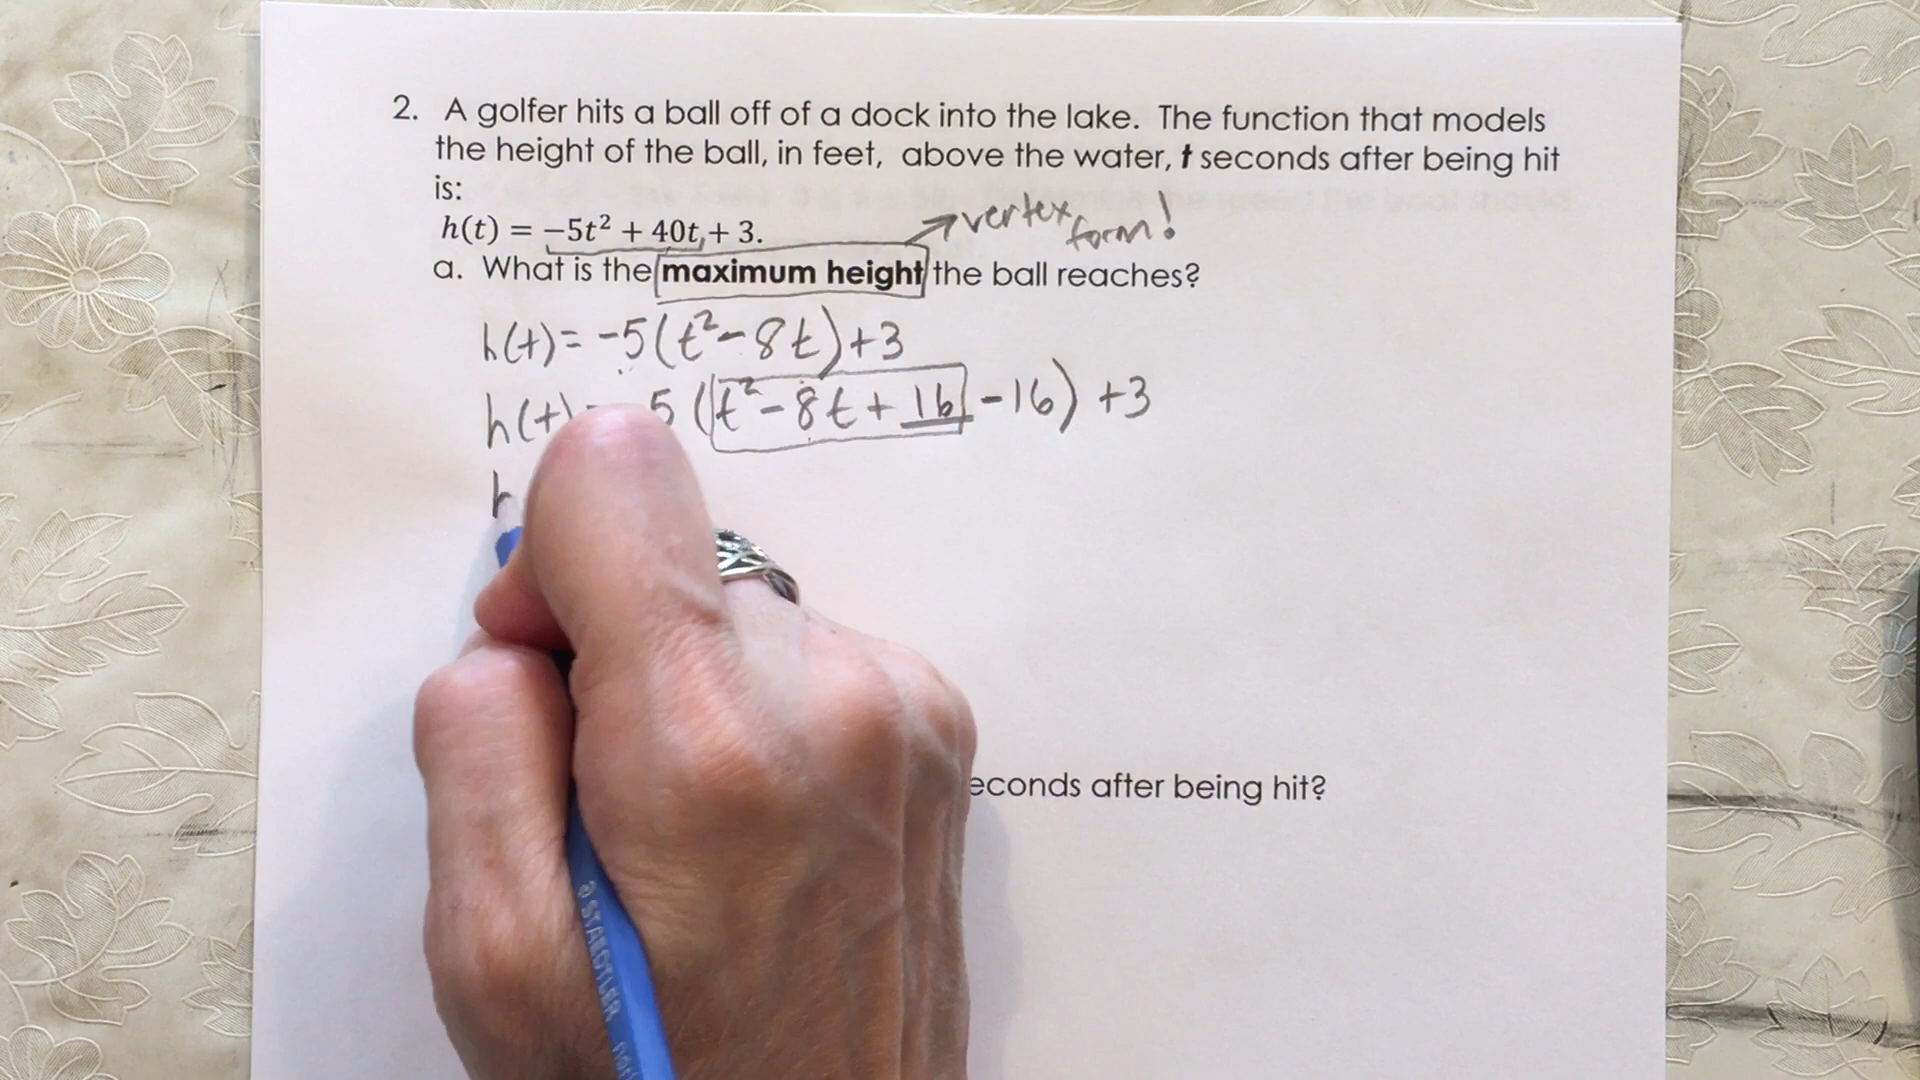 2. A golfer hits a ball off of a dock into the lake. The function that models
the height of the ball, in feet, above the water, t seconds after being hit
is:
h(t) = −5t² + 40t + 3.
vertex
form!
a. What is the maximum height the ball reaches?
h(t)= -5(t²-8t)+3
h(t) 5 (t²-8t+16-16) +3
h
econds after being hit?
STAEDTLER